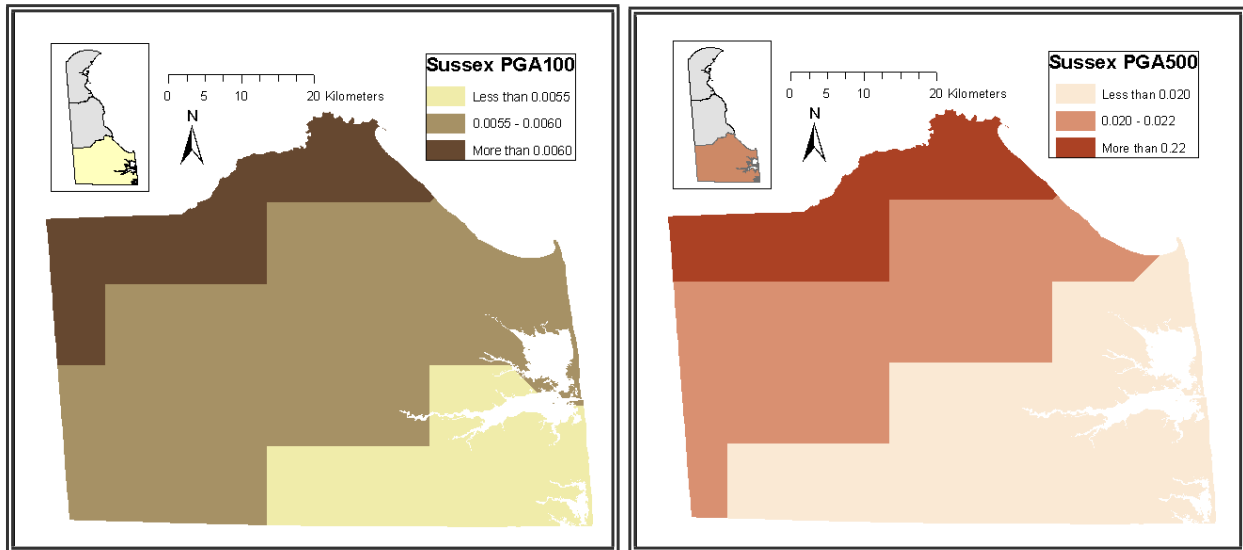 Sussex PGA100
Less than 0.0055
0.0055 - 0.0060
More than 0.0060
0 5 10 20 Kilometers
N
Sussex PGA500
Less than 0.020
0.020 - 0.022
More than 0.22
0 5 10 20 Kilometers
N